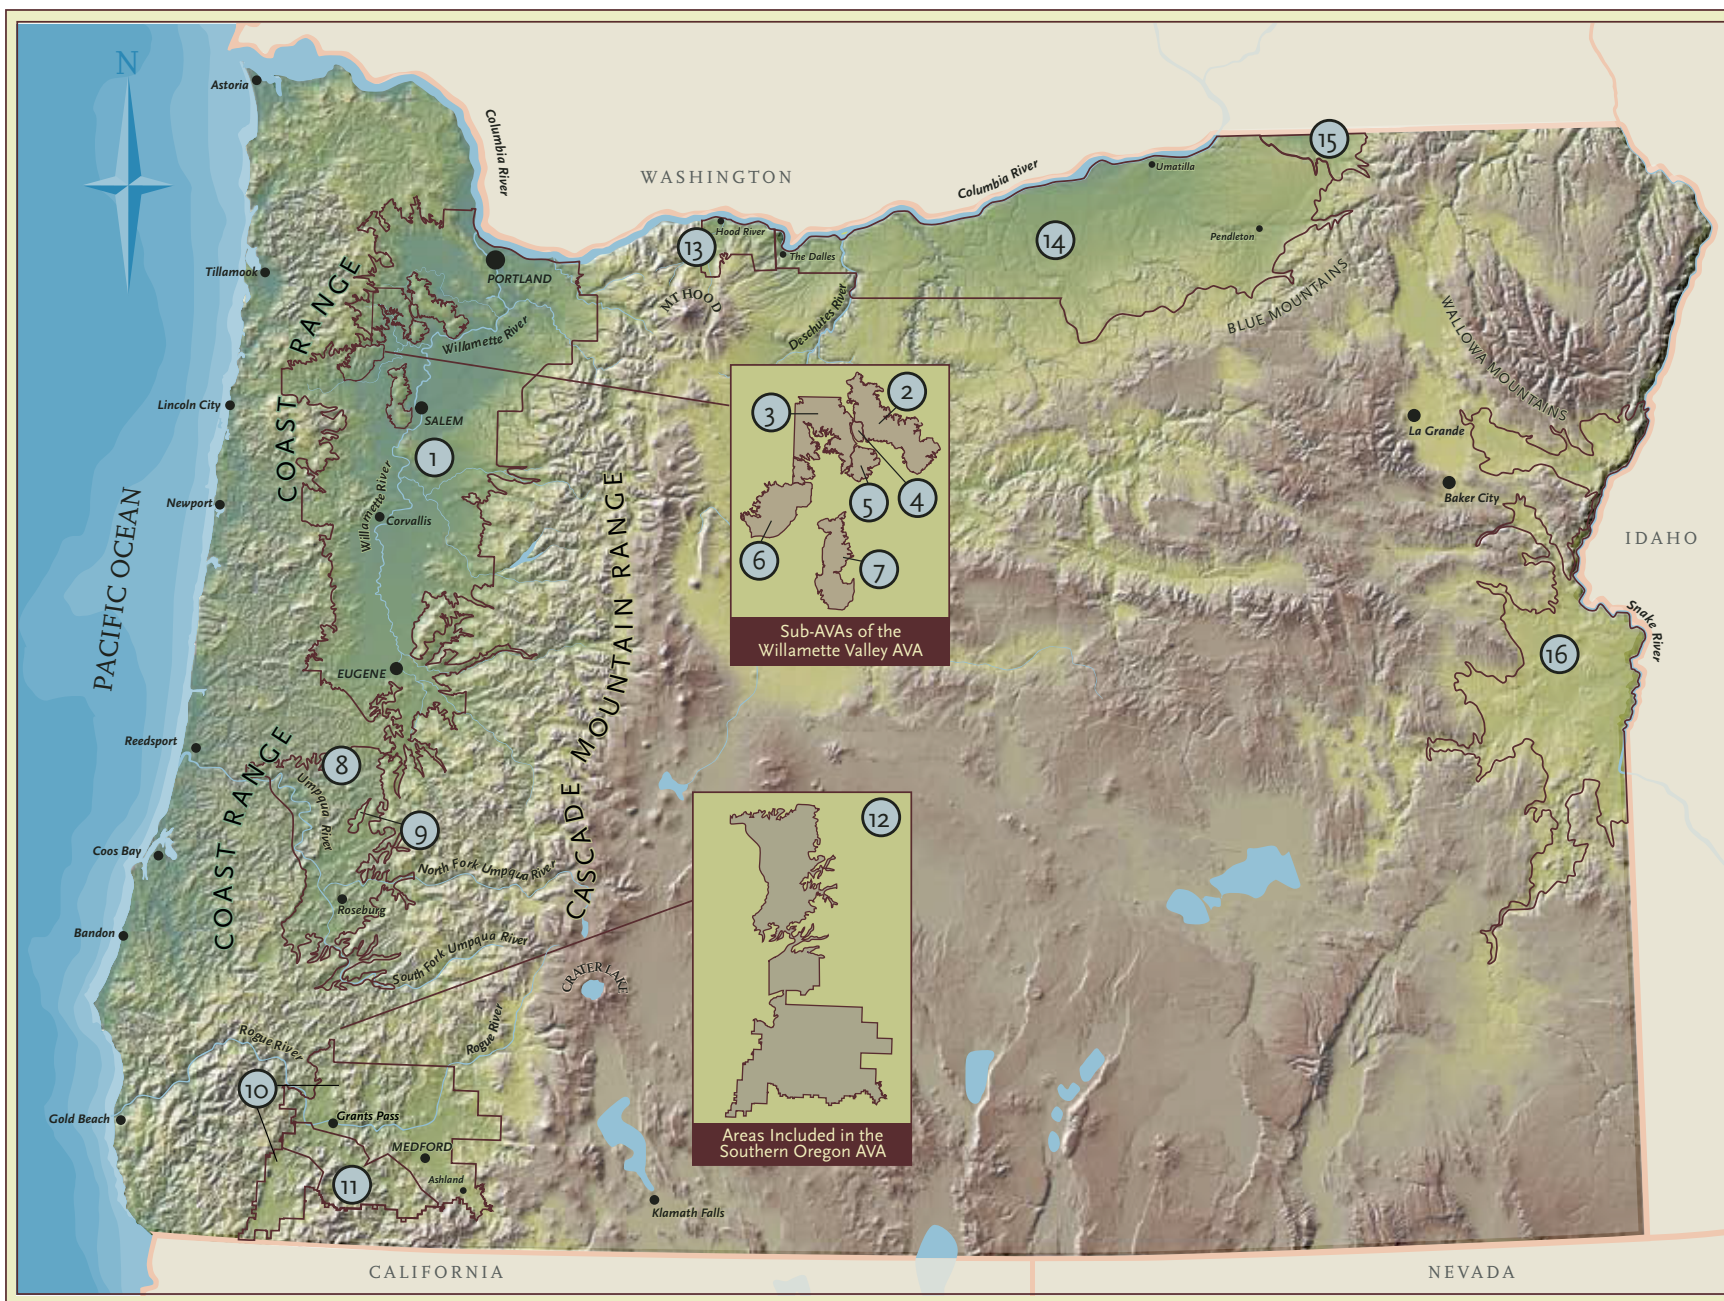 N
Astoria
Columbia River
WASHINGTON
Columbia River
15
Umatilla
13
Hood River
14
Pendleton
The Dalles
Tillamook
PORTLAND
COAST RANGE
MT HOOD
Deschutes River
BLUE MOUNTAINS
WALLOWA MOUNTAINS
Willamette River
Lincoln City
SALEM
1
2
3
4
5
6
7
Sub-AVAs of the
Willamette Valley AVA
La Grande
Baker City
IDAHO
Newport
Willamette River
Corvallis
PACIFIC OCEAN
CASCADE MOUNTAIN RANGE
Snake River
16
EUGENE
Reedsport
COAST RANGE
8
Umpqua River
9
Coos Bay
North Fork Umpqua River
Roseburg
Bandon
South Fork Umpqua River
CRATER LAKE
12
Areas Included in the
Southern Oregon AVA
Rogue River
Rogue River
10
Gold Beach
Grants Pass
MEDFORD
11
Ashland
Klamath Falls
CALIFORNIA
NEVADA